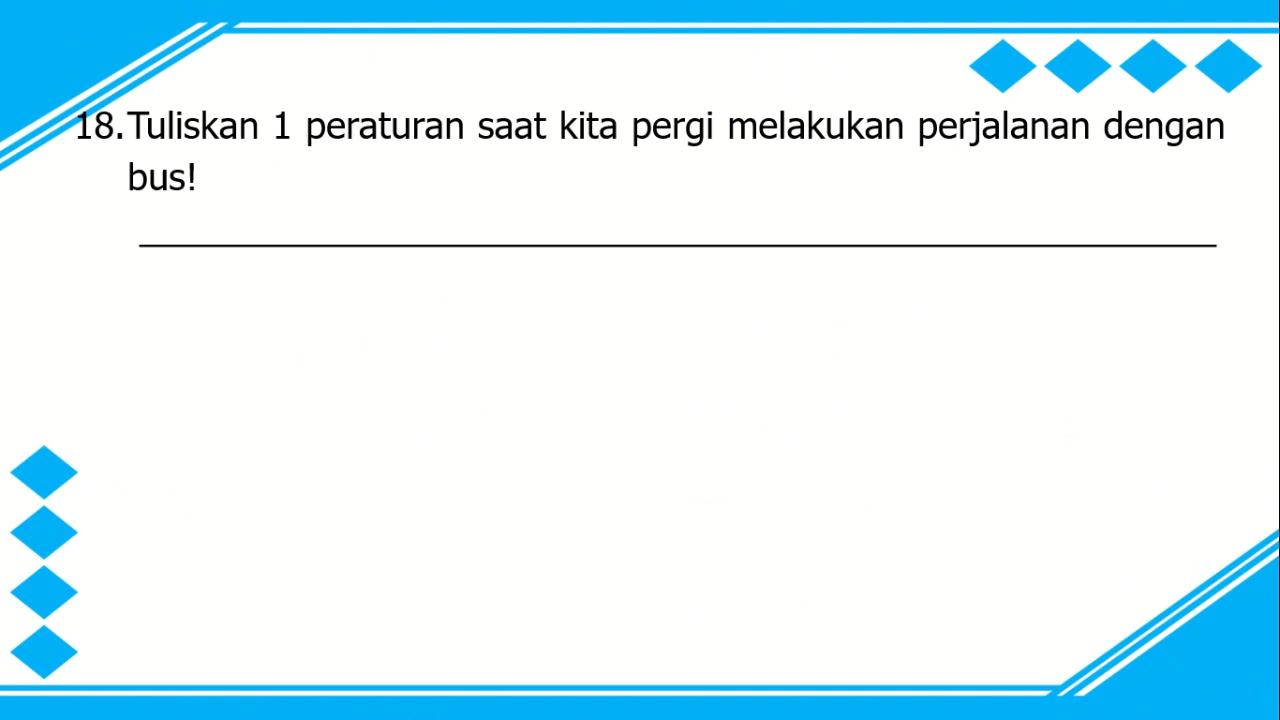 18. Tuliskan 1 peraturan saat kita pergi melakukan perjalanan dengan
bus!